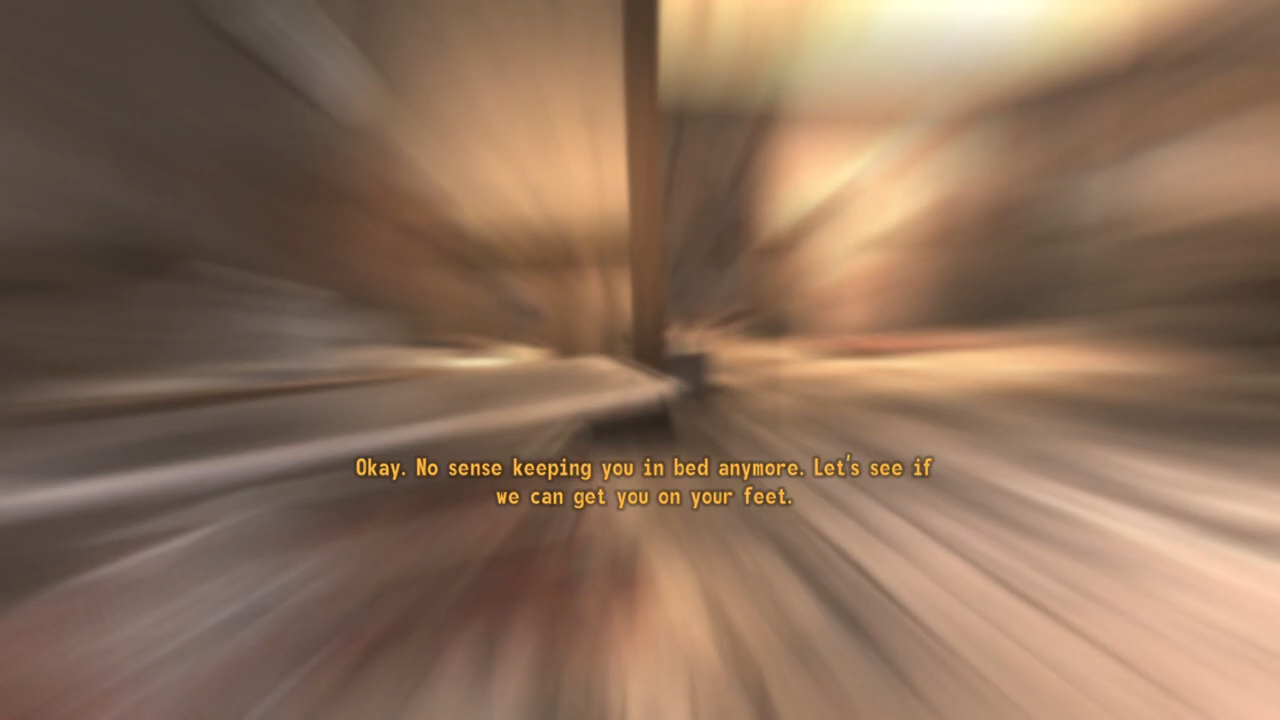 Okay. No sense keeping you in bed anymore. Let's see if
we can get you on your feet.